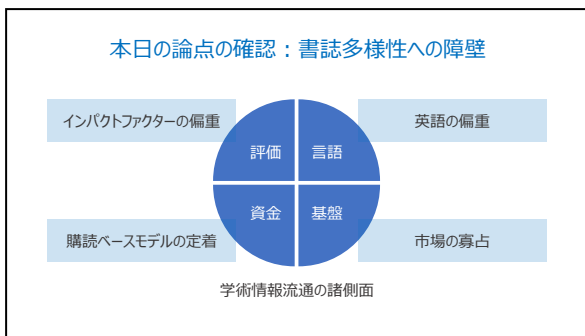 本日の論点の確認：書誌多様性への障壁
インパクトファクターの偏重
英語の偏重
評価
言語
資金
基盤
購読ベースモデルの定着
市場の寡占
学術情報流通の諸側面